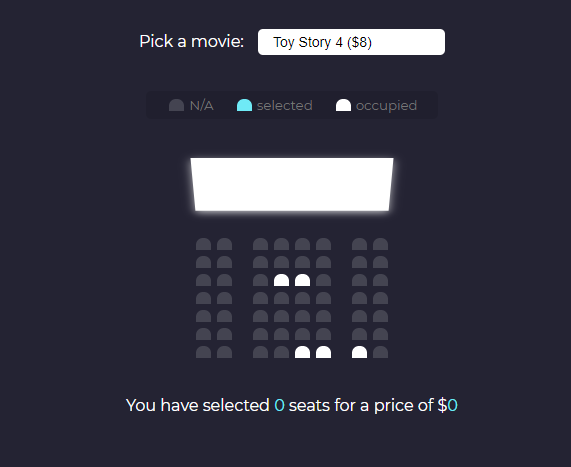 Pick a movie: Toy Story 4 ($8)
N/A selected occupied
You have selected 0 seats for a price of $0